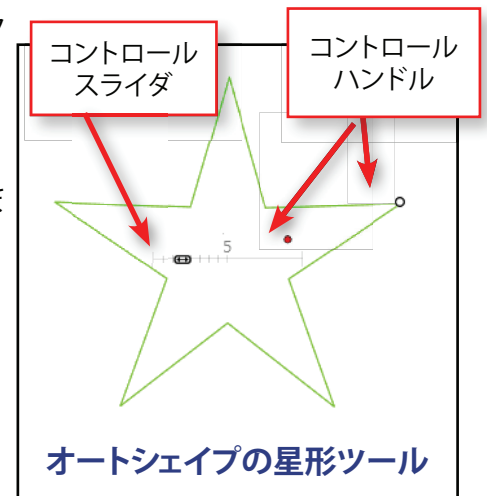 コントロール
スライダ
コントロール
ハンドル
5
オートシェイプの星形ツール